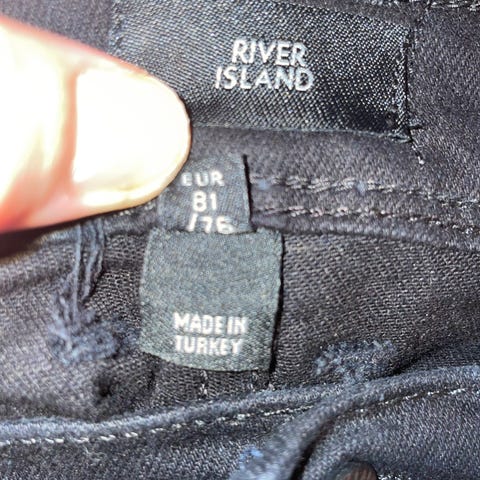 RIVER
ISLAND
EUR
81
/76
MADE IN
TURKEY